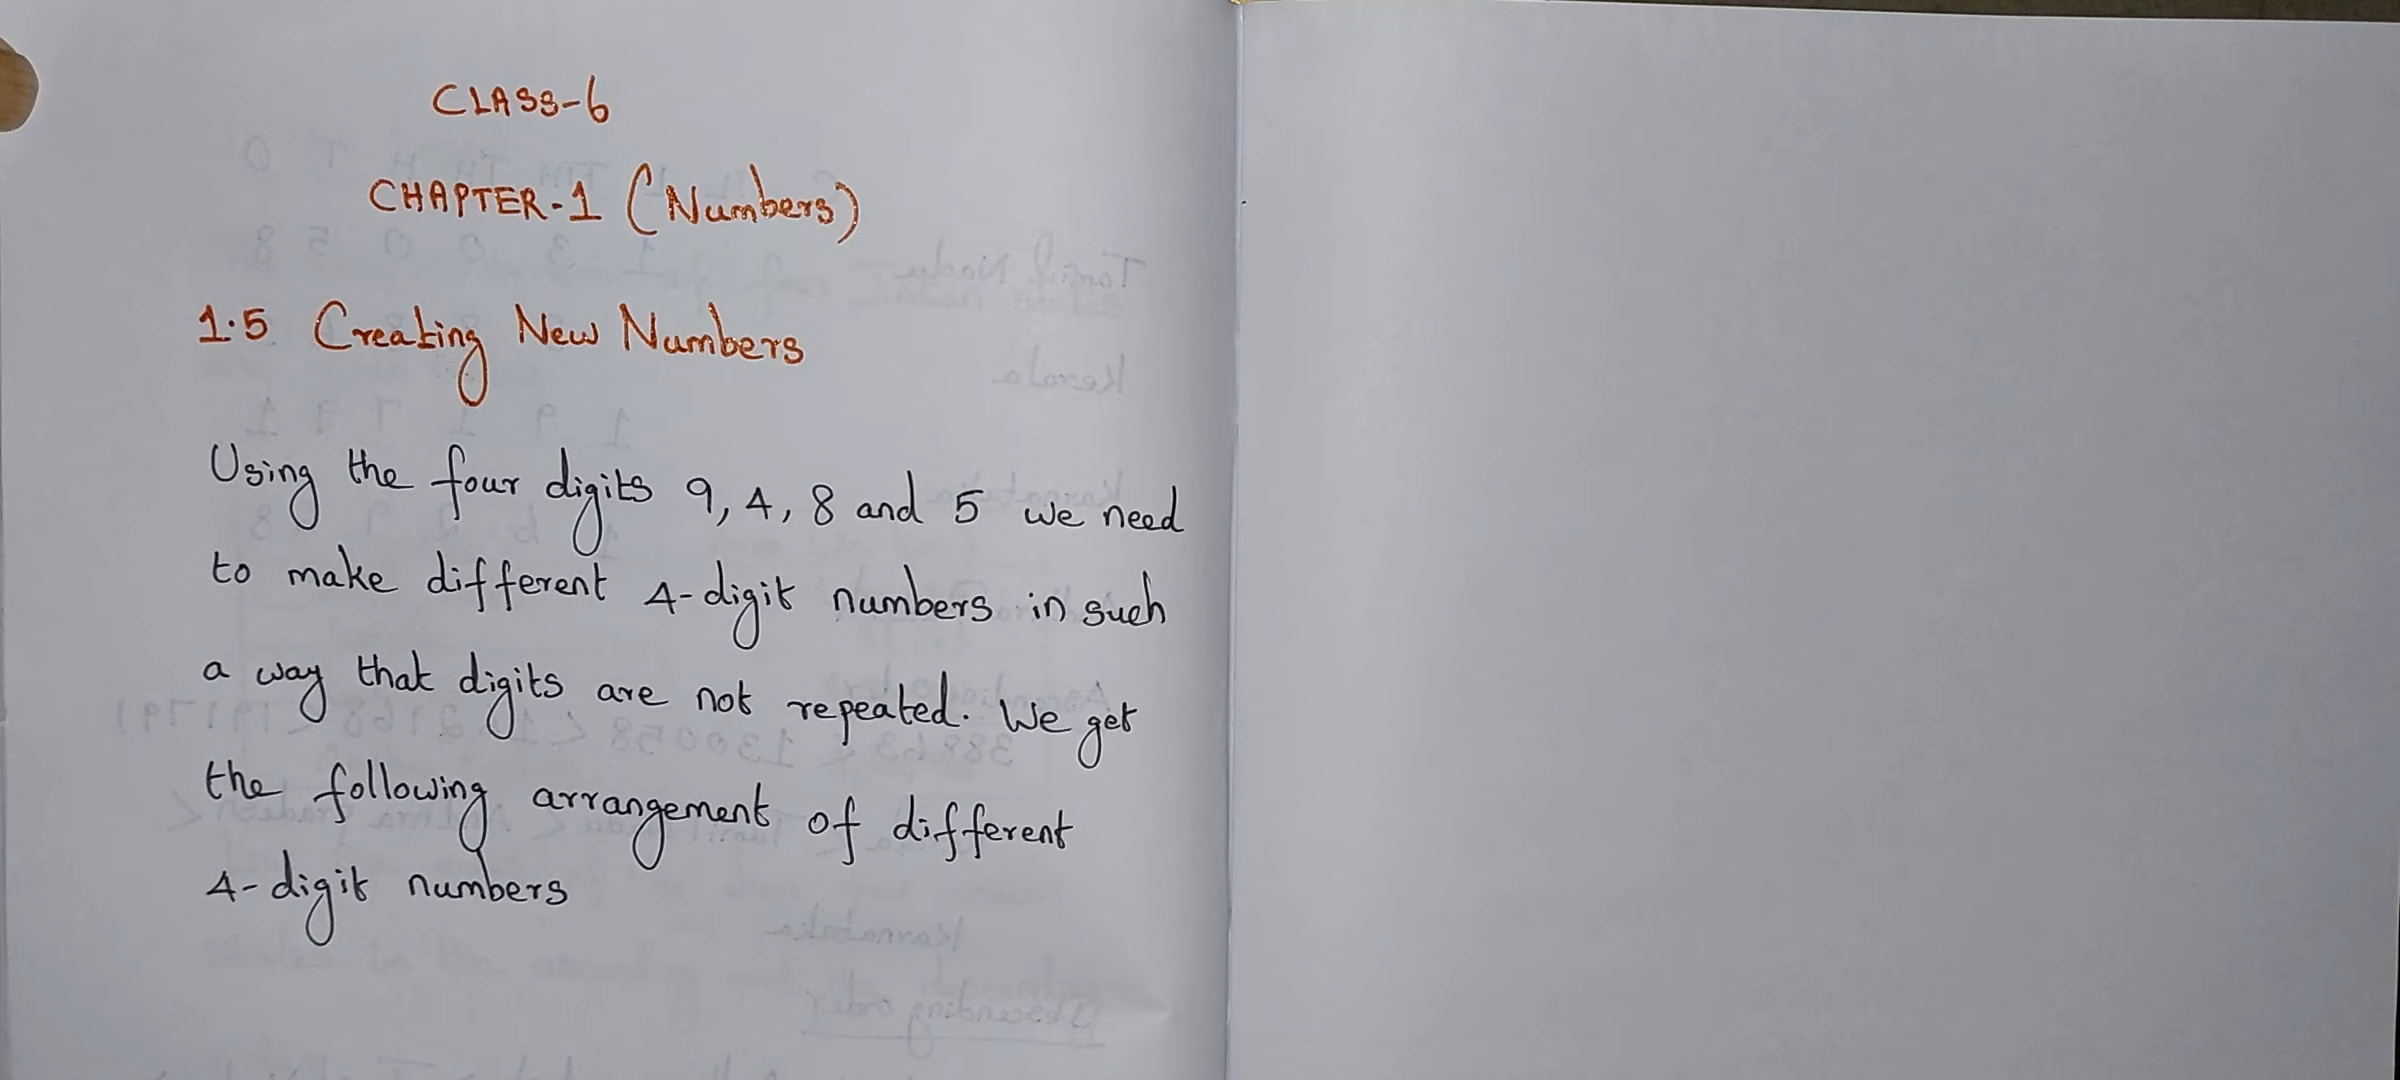 CLASS-6
CHAPTER-1 (Numbers)
1.5 Creating New Numbers
Using the four digits 9, 4, 8 and 5 we need
to make different 4-digit numbers in such
a way that digits are not repeated. We get
the following arrangement of different
4-digit numbers